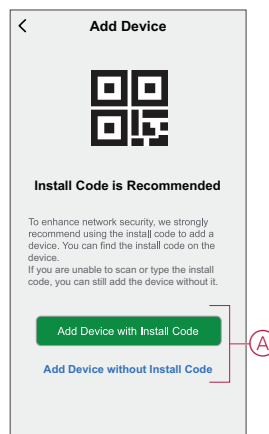 Add Device
Install Code is Recommended
To enhance network security, we strongly
recommend using the install code to add a
device. You can find the install code on the
device.
If you are unable to scan or type the install
code, you can still add the device without it.
Add Device with Install Code
A
Add Device without Install Code